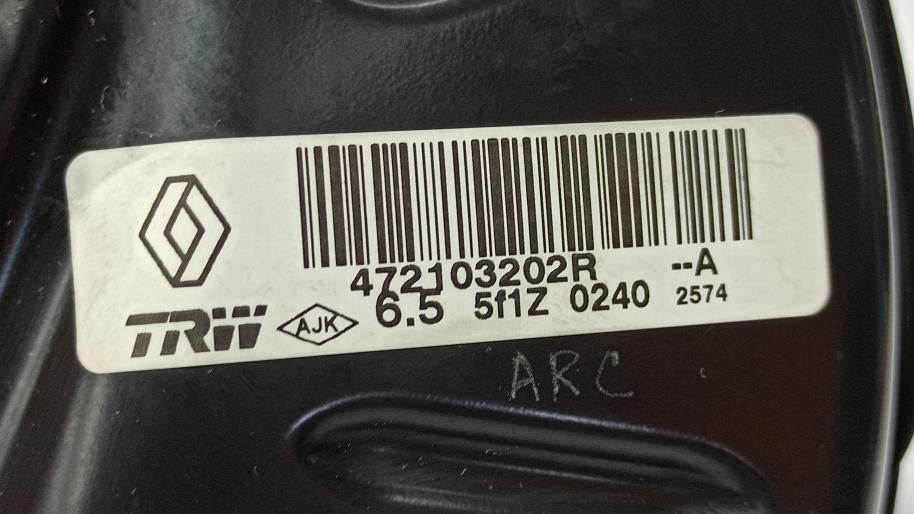 472103202R --A
TRW AJK 6.5 5f1Z 0240 2574
ARC